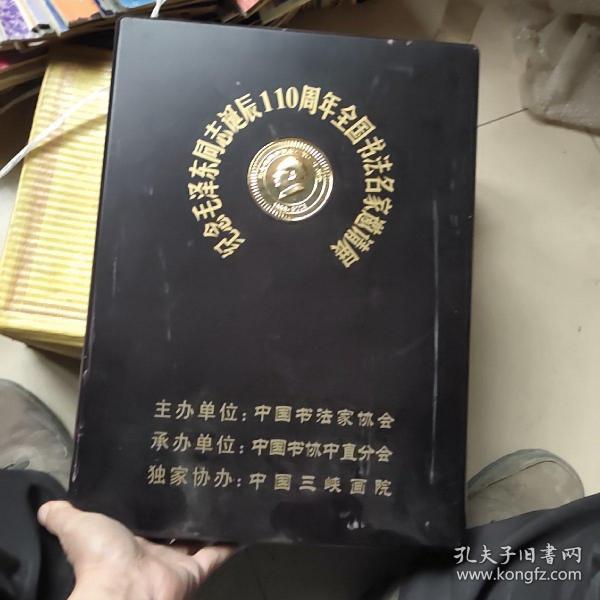 纪念毛泽东同志诞辰110周年全国书法名家邀请展
主办单位:中国书法家协会
承办单位:中国书协中直分会
独家协办:中国三峡画院
孔夫子旧书网
www.kongfz.com